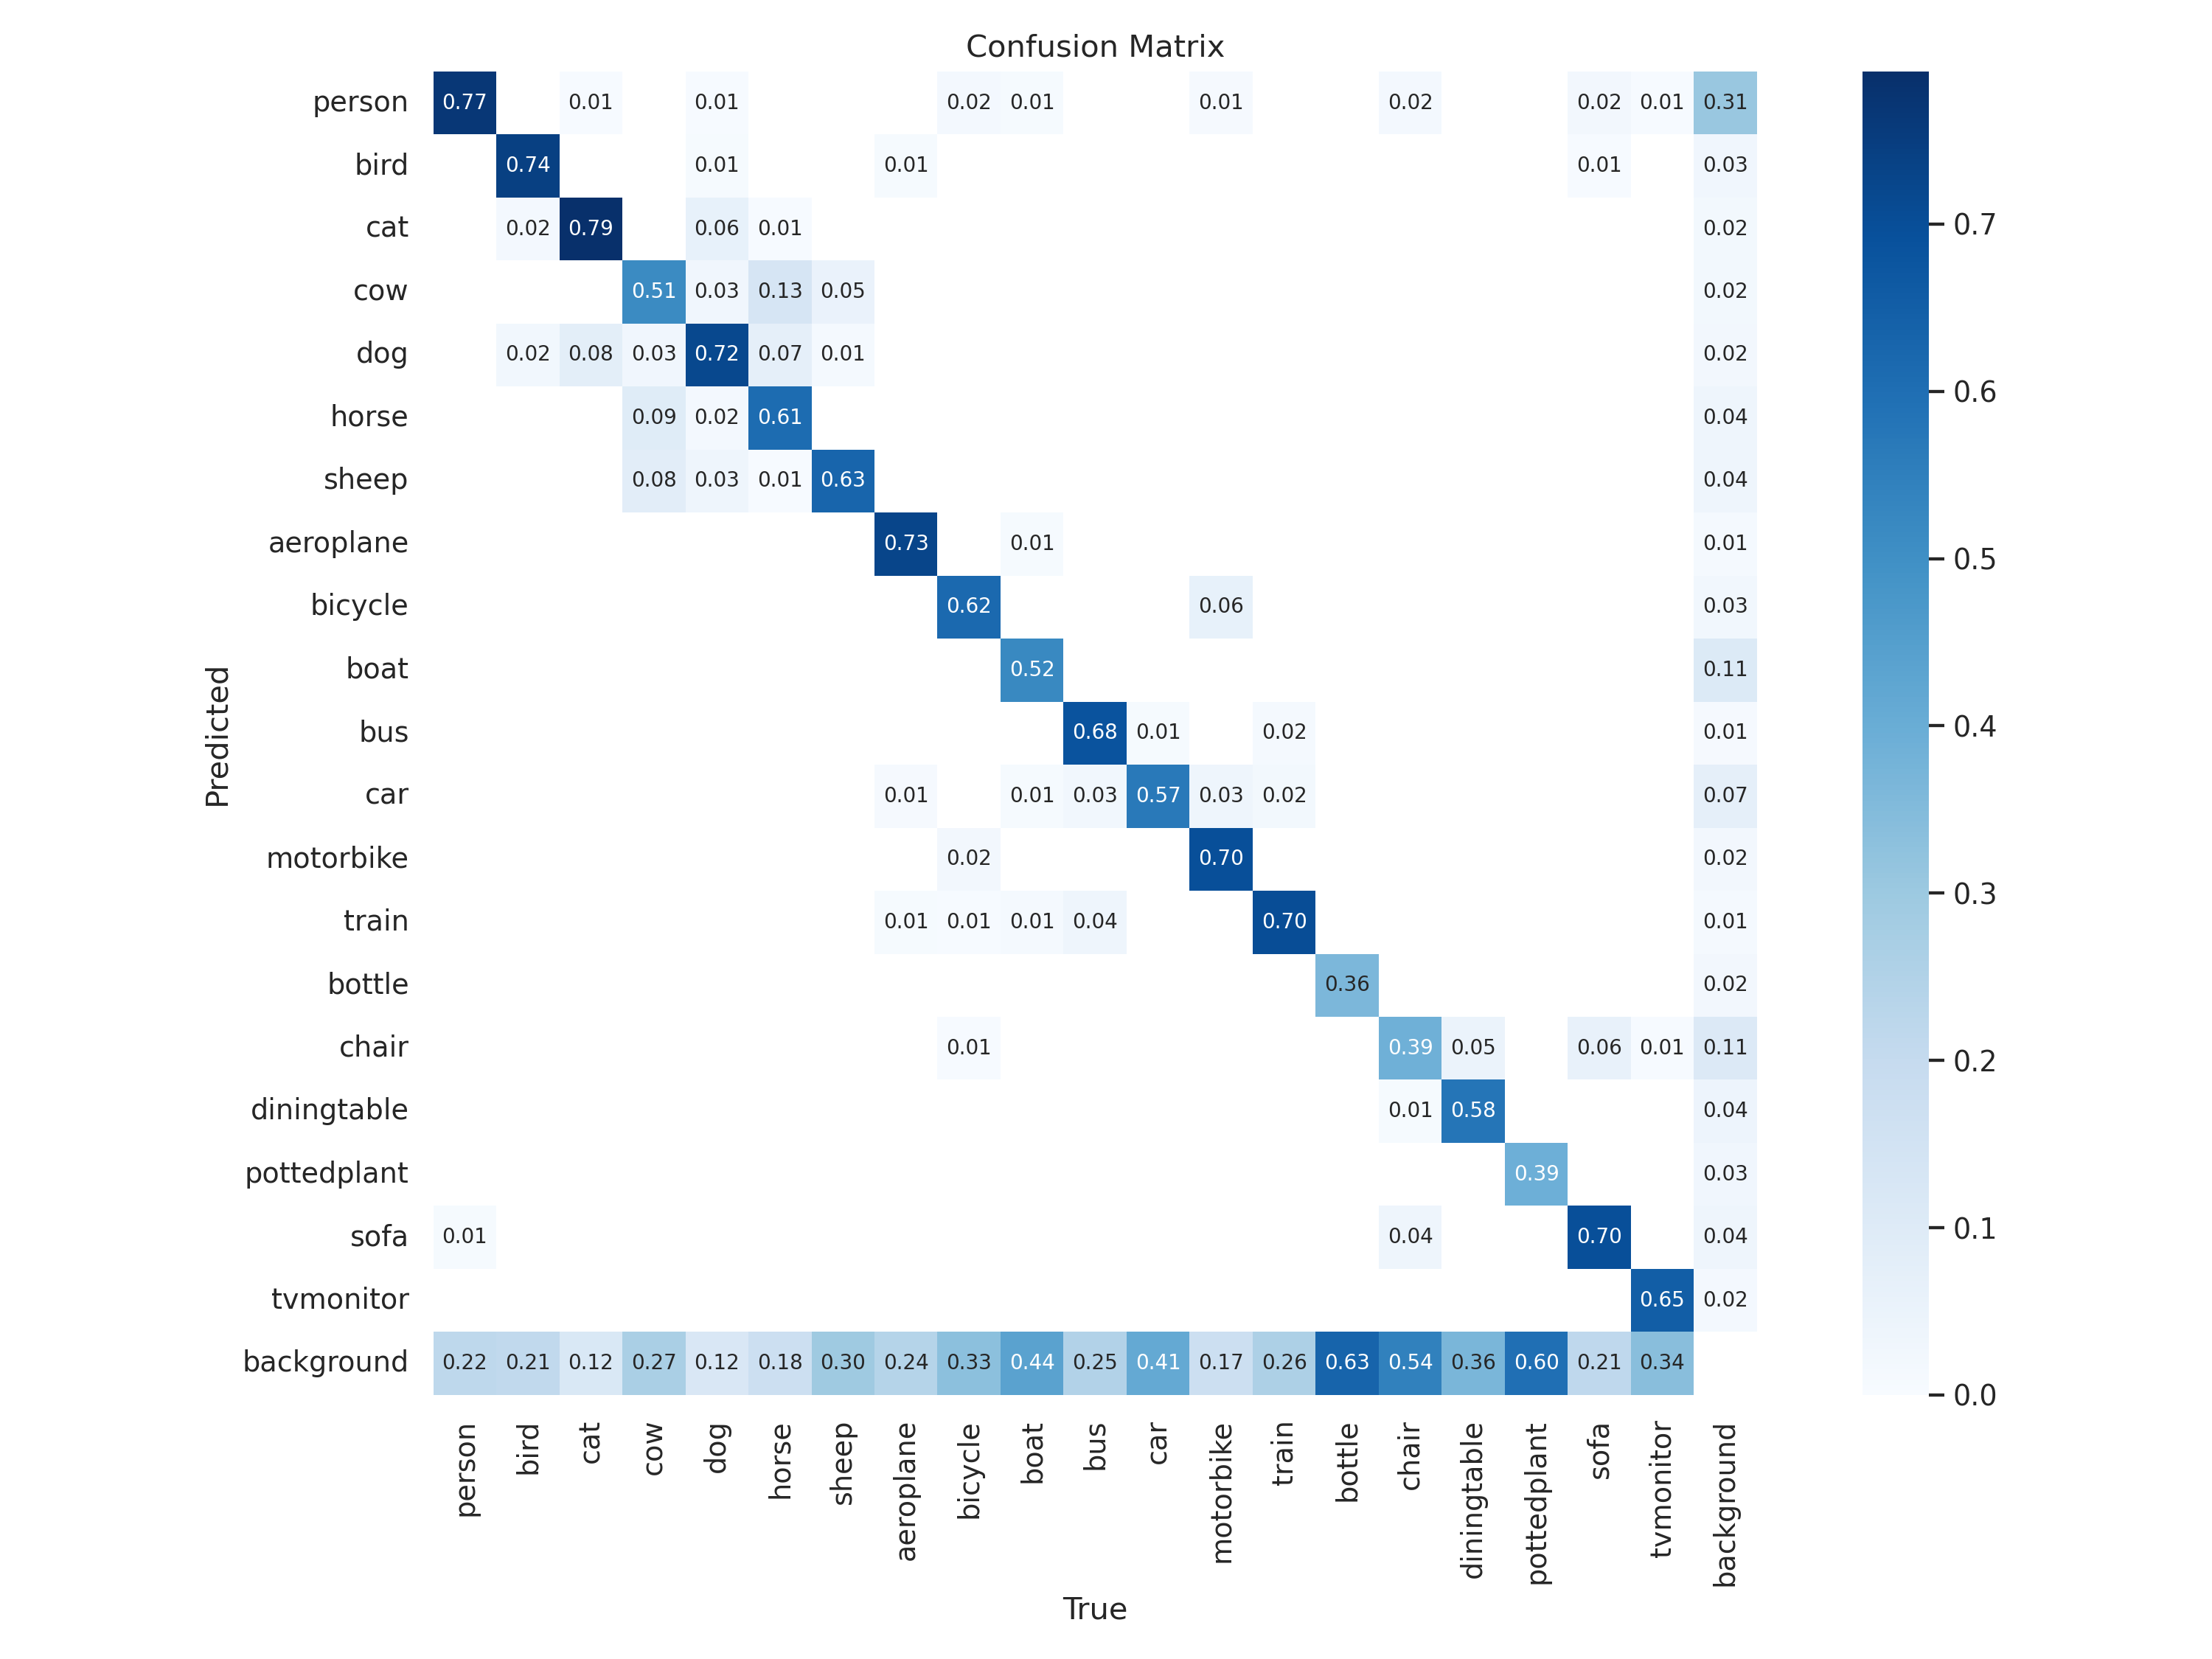 Confusion Matrix
person 0.77 0.01 0.01 0.02 0.01 0.01 0.02 0.02 0.01 0.31
bird 0.74 0.01 0.01 0.01 0.03
cat 0.02 0.79 0.06 0.01 0.02
0.7
cow 0.51 0.03 0.13 0.05 0.02
dog 0.02 0.08 0.03 0.72 0.07 0.01 0.02
0.6
horse 0.09 0.02 0.61 0.04
sheep 0.08 0.03 0.01 0.63 0.04
aeroplane 0.73 0.01 0.01
0.5
bicycle 0.62 0.06 0.03
boat 0.52 0.11
0.4
Predicted
bus 0.68 0.01 0.02 0.01
car 0.01 0.01 0.03 0.57 0.03 0.02 0.07
motorbike 0.02 0.70 0.02
0.3
train 0.01 0.01 0.01 0.04 0.70 0.01
bottle 0.36 0.02
chair 0.01 0.39 0.05 0.06 0.01 0.11
0.2
diningtable 0.01 0.58 0.04
pottedplant 0.39 0.03
sofa 0.01 0.04 0.70 0.04
0.1
tvmonitor 0.65 0.02
background 0.22 0.21 0.12 0.27 0.12 0.18 0.30 0.24 0.33 0.44 0.25 0.41 0.17 0.26 0.63 0.54 0.36 0.60 0.21 0.34
0.0
person bird cat cow dog horse sheep aeroplane bicycle boat bus car motorbike train bottle chair diningtable pottedplant sofa tvmonitor background
True